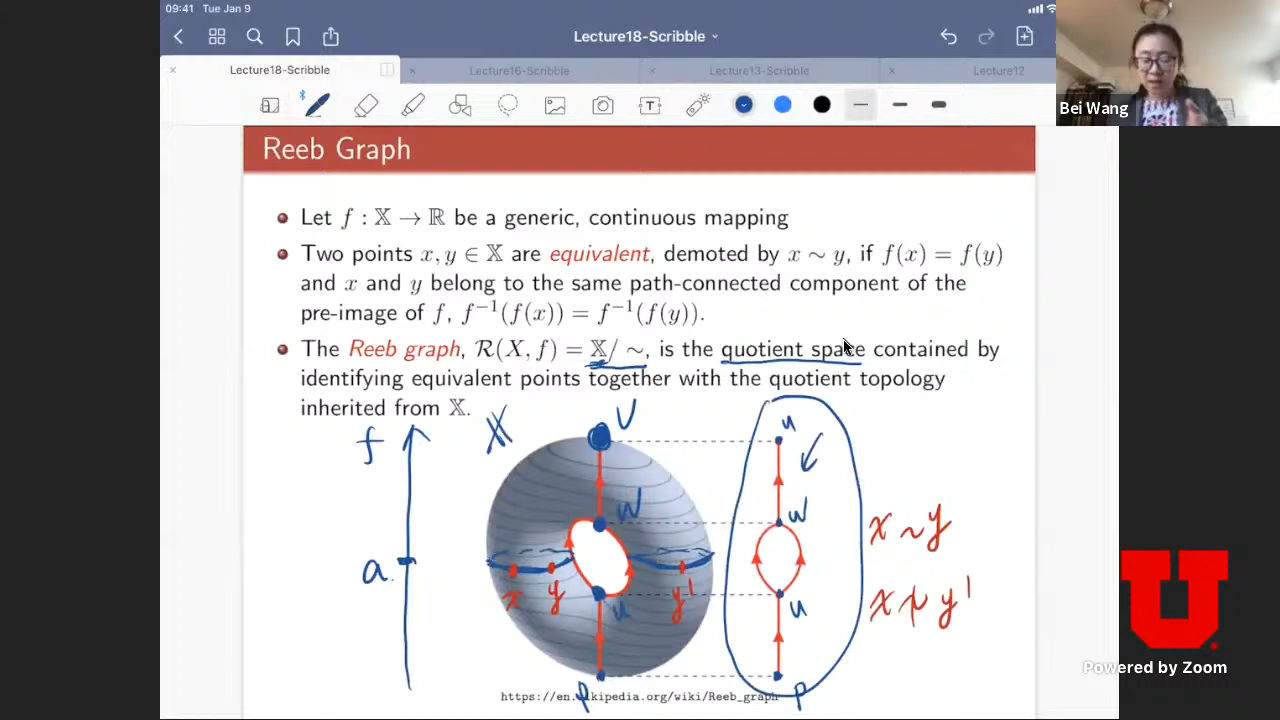 09:41 Tue Jan 9
Lecture18-Scribble
Lecture18-Scribble
Lecture16-Scribble
Lecture13-Scribble
Lecture12
Bei Wang
Reeb Graph
Let f : 𝕏 → ℝ be a generic, continuous mapping
Two points x, y ∈ 𝕏 are equivalent, demoted by x ∼ y, if f(x) = f(y)
and x and y belong to the same path-connected component of the
pre-image of f, f⁻¹(f(x)) = f⁻¹(f(y)).
The Reeb graph, ℛ(X, f) = 𝕏/ ∼, is the quotient space contained by
identifying equivalent points together with the quotient topology
inherited from 𝕏.
f
𝕏
V
u
W
W
x ∼ y
a
x
y
y'
u
u
x ≁ y'
p
p
https://en.wikipedia.org/wiki/Reeb_graph
U
Powered by Zoom